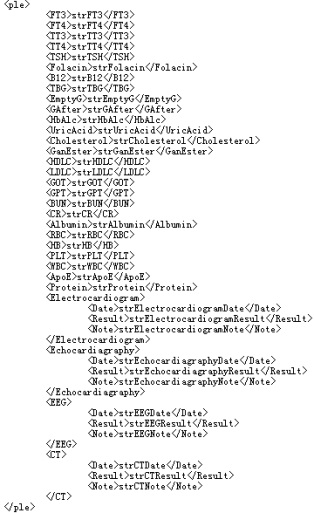 <ple>
<FT3>strFT3</FT3>
<FT4>strFT4</FT4>
<TT3>strTT3</TT3>
<TT4>strTT4</TT4>
<TSH>strTSH</TSH>
<Folacin>strFolacin</Folacin>
<B12>strB12</B12>
<TBG>strTBG</TBG>
<EmptyG>strEmptyG</EmptyG>
<GAfter>strGAfter</GAfter>
<HbAlc>strHbAlc</HbAlc>
<UricAcid>strUricAcid</UricAcid>
<Cholesterol>strCholesterol</Cholesterol>
<GanEster>strGanEster</GanEster>
<HDLC>strHDLC</HDLC>
<LDLC>strLDLC</LDLC>
<GOT>strGOT</GOT>
<GPT>strGPT</GPT>
<BUN>strBUN</BUN>
<CR>strCR</CR>
<Albumin>strAlbumin</Albumin>
<RBC>strRBC</RBC>
<HB>strHB</HB>
<PLT>strPLT</PLT>
<WBC>strWBC</WBC>
<ApoE>strApoE</ApoE>
<Protein>strProtein</Protein>
<Electrocardiogram>
<Date>strElectrocardiogramDate</Date>
<Result>strElectrocardiogramResult</Result>
<Note>strElectrocardiogramNote</Note>
</Electrocardiogram>
<Echocardiagraphy>
<Date>strEchocardiagraphyDate</Date>
<Result>strEchocardiagraphyResult</Result>
<Note>strEchocardiagraphyNote</Note>
</Echocardiagraphy>
<EEG>
<Date>strEEGDate</Date>
<Result>strEEGResult</Result>
<Note>strEEGNote</Note>
</EEG>
<CT>
<Date>strCTDate</Date>
<Result>strCTResult</Result>
<Note>strCTNote</Note>
</CT>
</ple>